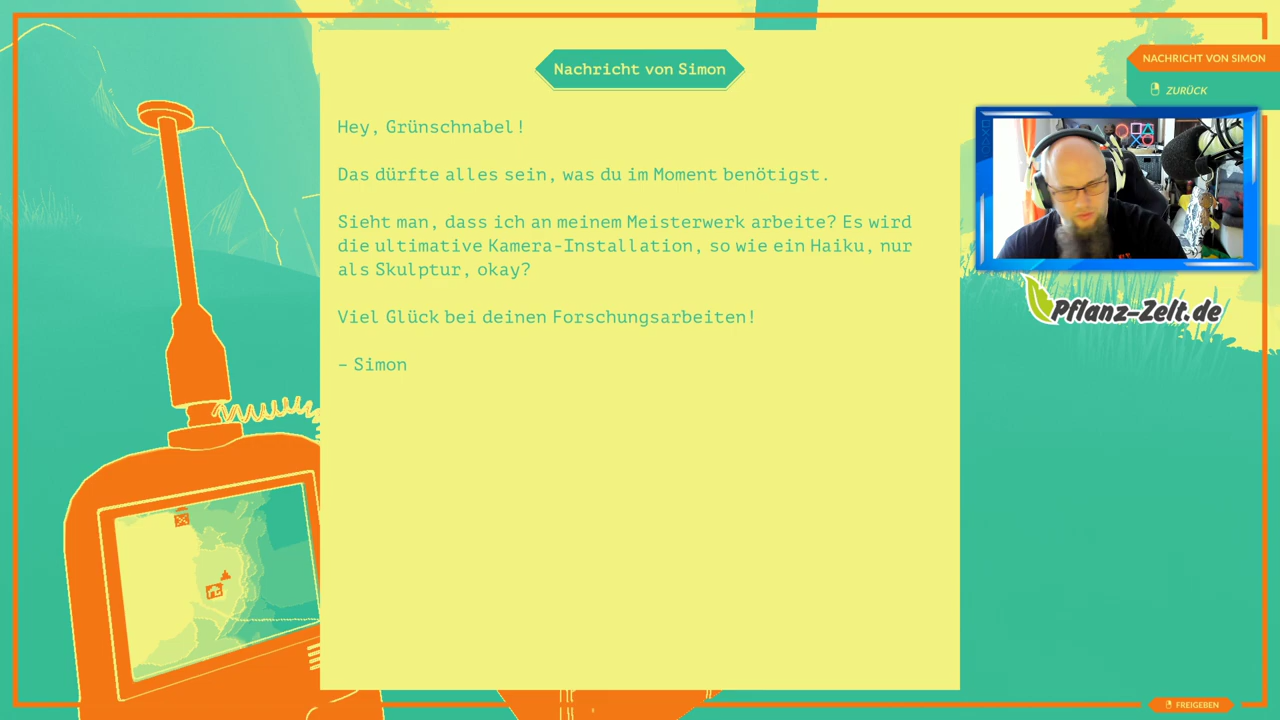 Nachricht von Simon
NACHRICHT VON SIMON
ZURÜCK
Hey, Grünschnabel!
Das dürfte alles sein, was du im Moment benötigst.
Sieht man, dass ich an meinem Meisterwerk arbeite? Es wird
die ultimative Kamera-Installation, so wie ein Haiku, nur
als Skulptur, okay?
Viel Glück bei deinen Forschungsarbeiten!
– Simon
Pflanz-Zelt.de
FREIGEBEN